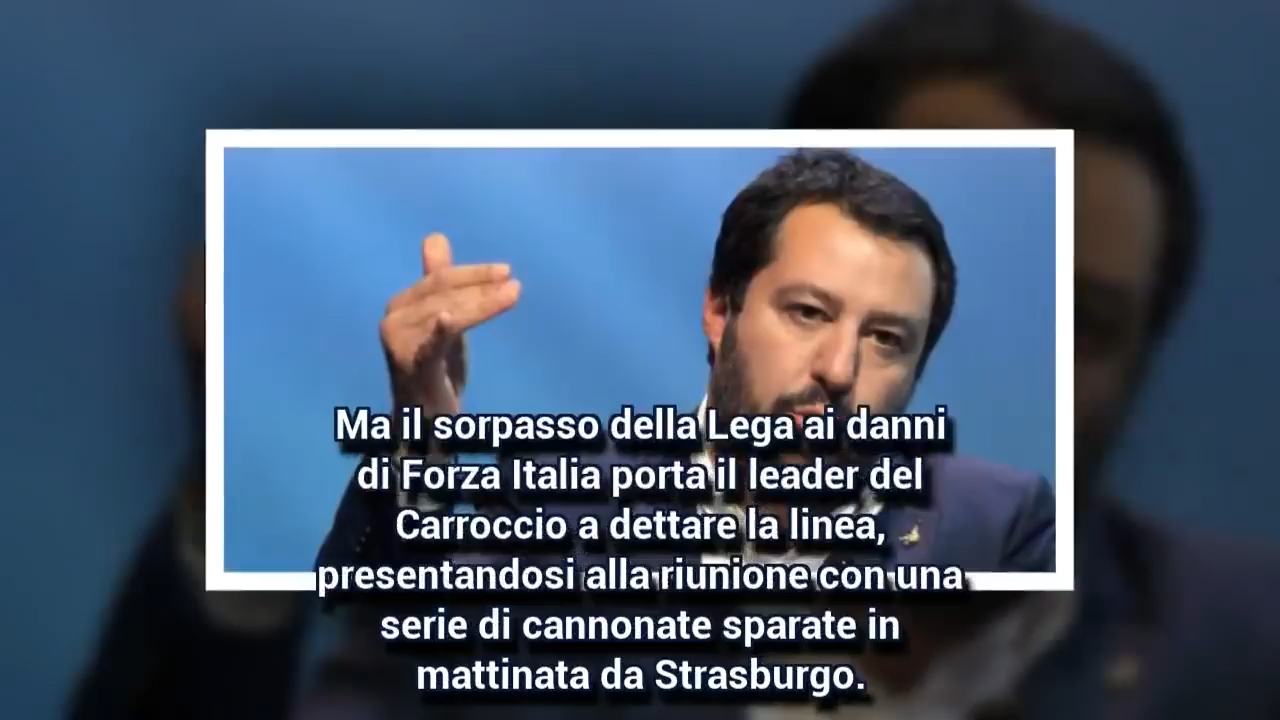 Ma il sorpasso della Lega ai danni
di Forza Italia porta il leader del
Carroccio a dettare la linea,
presentandosi alla riunione con una
serie di cannonate sparate in
mattinata da Strasburgo.